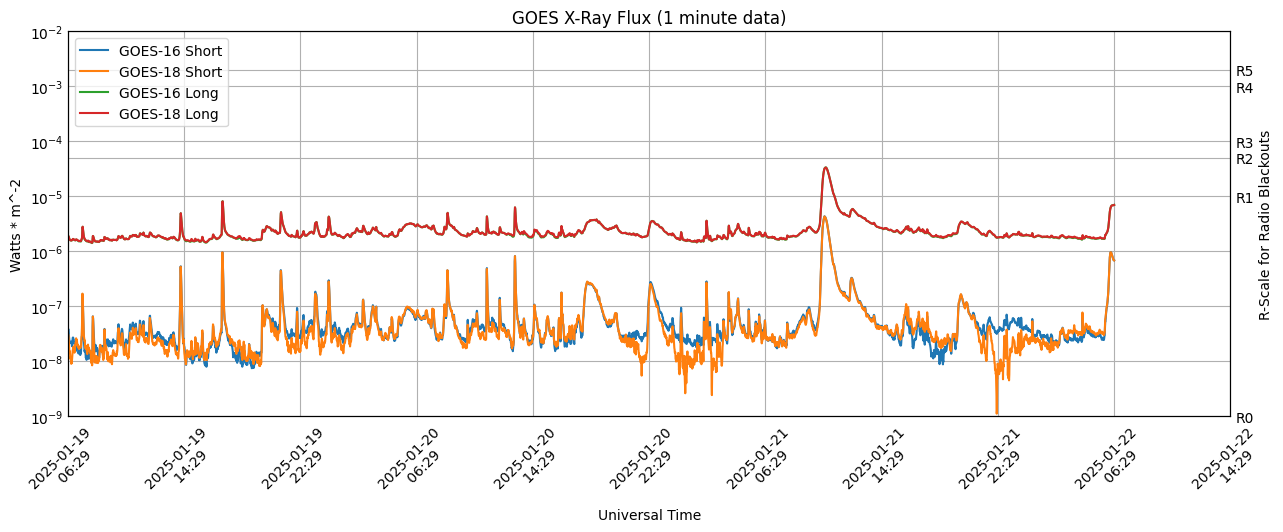 GOES X-Ray Flux (1 minute data)
GOES-16 Short
GOES-18 Short
GOES-16 Long
GOES-18 Long
Watts * m^-2
10⁻²
10⁻³
10⁻⁴
10⁻⁵
10⁻⁶
10⁻⁷
10⁻⁸
10⁻⁹
R5
R4
R3
R2
R1
R0
R-Scale for Radio Blackouts
2025-01-19
06:29
2025-01-19
14:29
2025-01-19
22:29
2025-01-20
06:29
2025-01-20
14:29
2025-01-20
22:29
2025-01-21
06:29
2025-01-21
14:29
2025-01-21
22:29
2025-01-22
06:29
2025-01-22
14:29
Universal Time